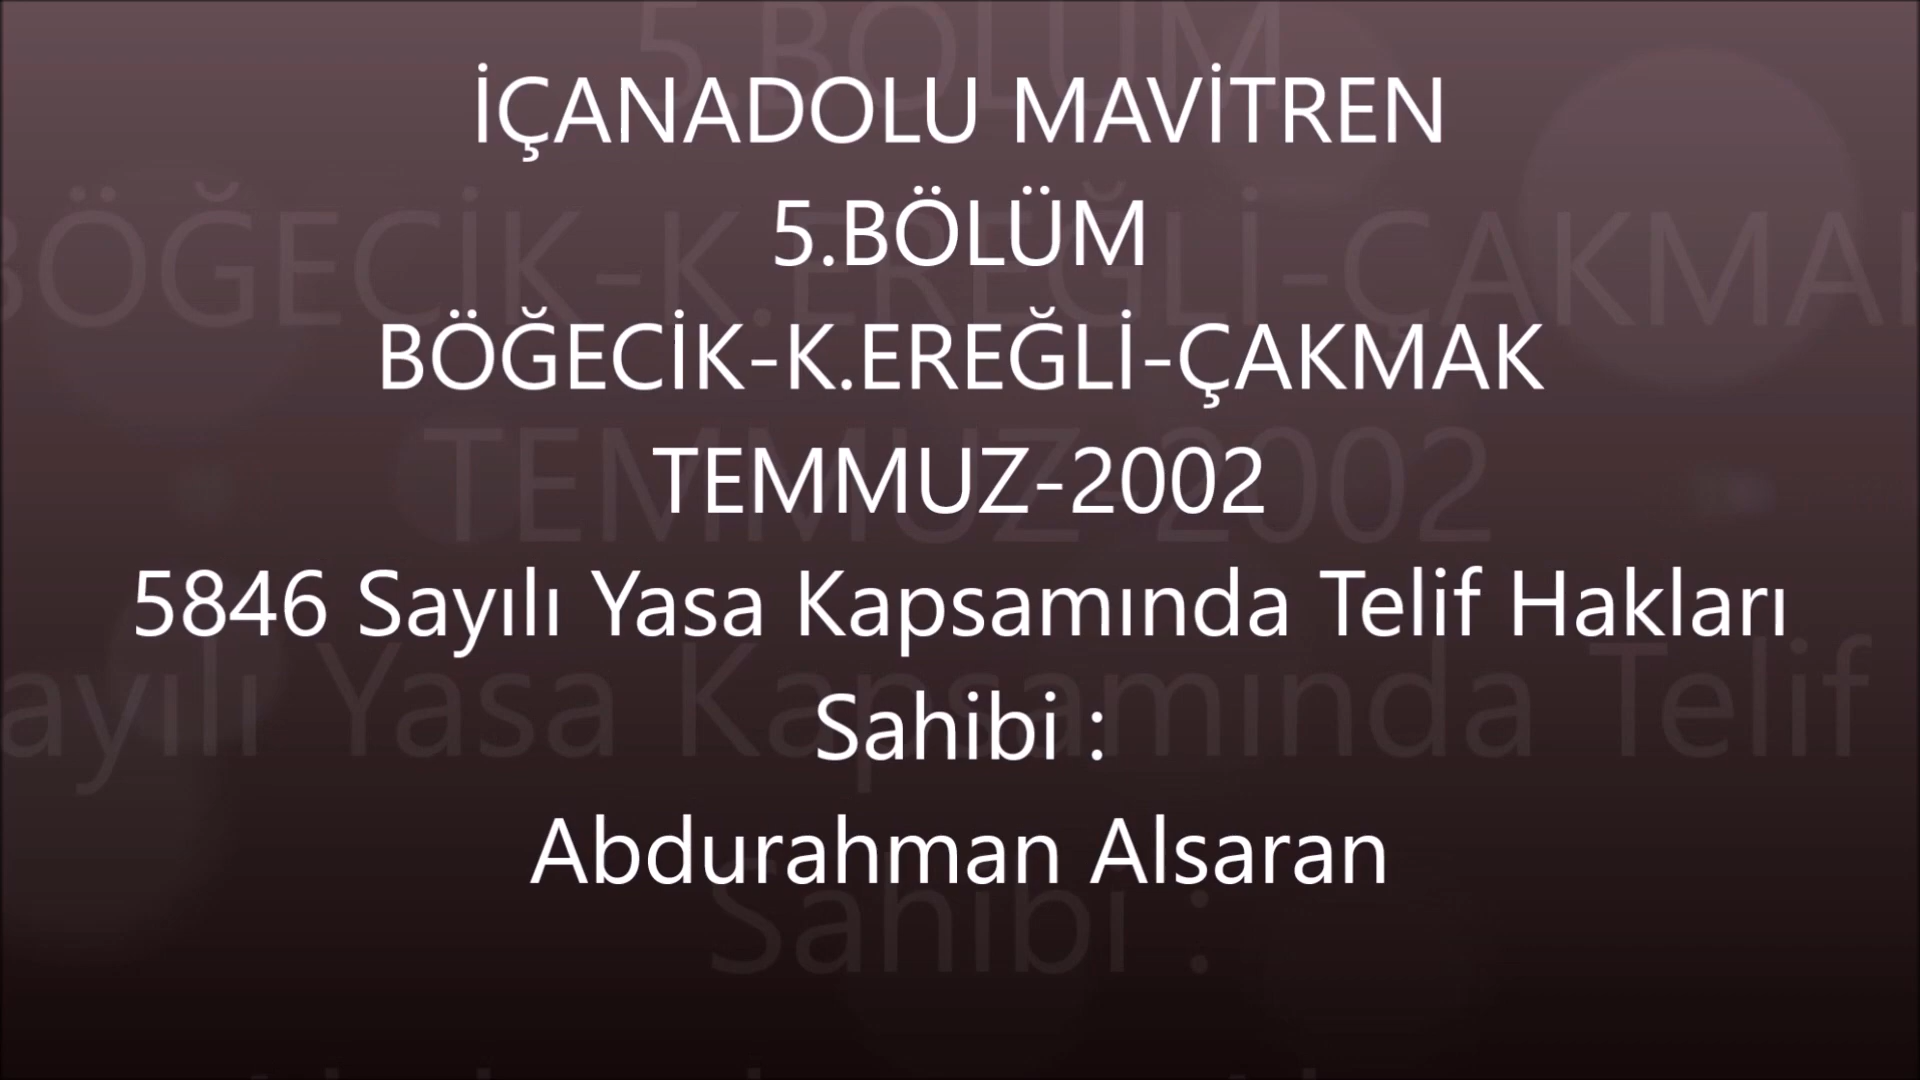 İÇANADOLU MAVİTREN
5.BÖLÜM
BÖĞECİK-K.EREĞLİ-ÇAKMAK
TEMMUZ-2002
5846 Sayılı Yasa Kapsamında Telif Hakları
Sahibi :
Abdurahman Alsaran